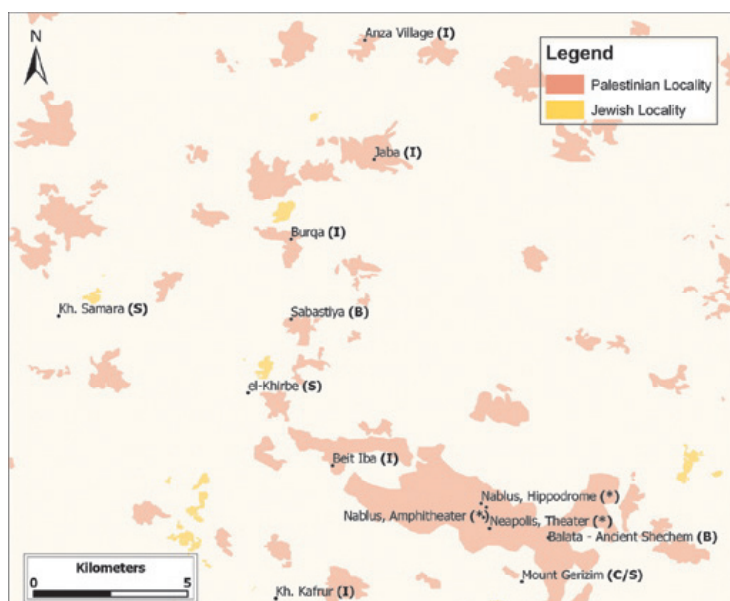 Anza Village (I)
N
Legend
Palestinian Locality
Jewish Locality
Jaba (I)
Burqa (I)
Kh. Samara (S)
Sabastiya (B)
el-Khirbe (S)
Beit Iba (I)
Nablus, Hippodrome (*)
Nablus, Amphitheater (*)
Neapolis, Theater (*)
Balata - Ancient Shechem (B)
Kilometers
0 5
Mount Gerizim (C/S)
Kh. Kafrur (I)